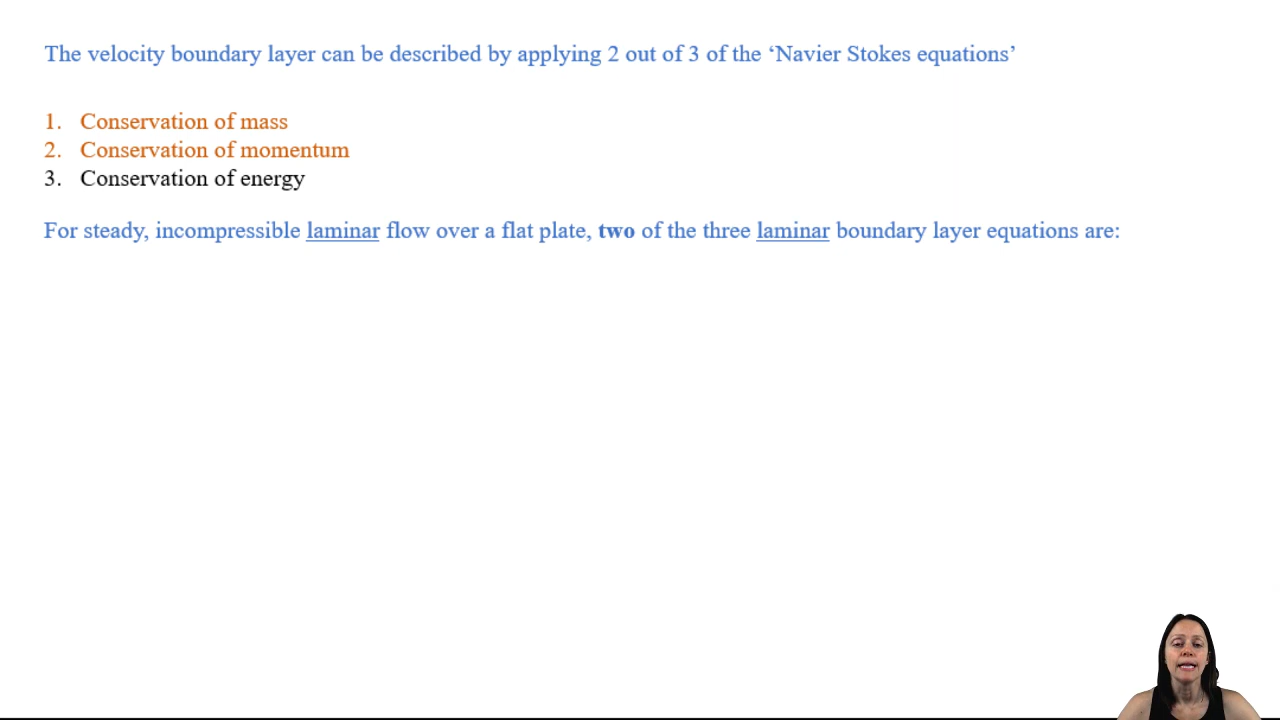 The velocity boundary layer can be described by applying 2 out of 3 of the ‘Navier Stokes equations’
1. Conservation of mass
2. Conservation of momentum
3. Conservation of energy
For steady, incompressible laminar flow over a flat plate, two of the three laminar boundary layer equations are: